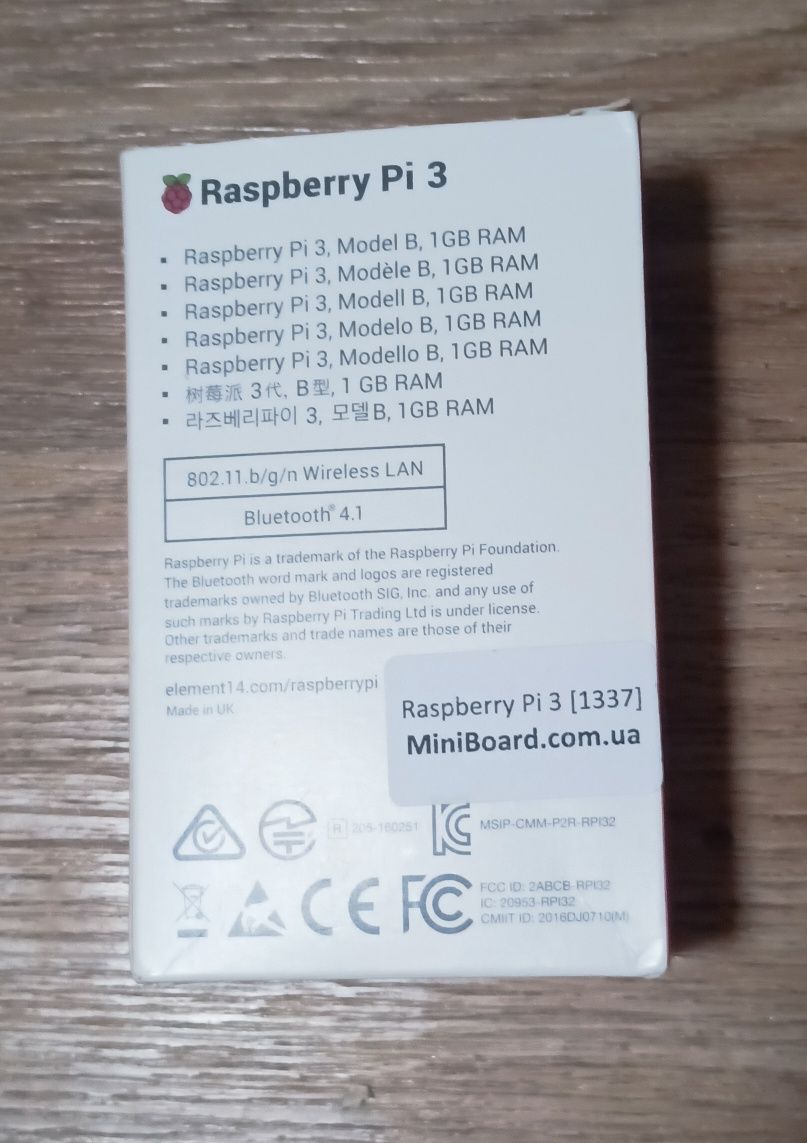 Raspberry Pi 3
▪ Raspberry Pi 3, Model B, 1GB RAM
▪ Raspberry Pi 3, Modèle B, 1GB RAM
▪ Raspberry Pi 3, Modell B, 1GB RAM
▪ Raspberry Pi 3, Modelo B, 1GB RAM
▪ Raspberry Pi 3, Modello B, 1GB RAM
▪ 树莓派 3代, B型, 1 GB RAM
▪ 라즈베리파이 3, 모델B, 1GB RAM
802.11.b/g/n Wireless LAN
Bluetooth® 4.1
Raspberry Pi is a trademark of the Raspberry Pi Foundation.
The Bluetooth word mark and logos are registered
trademarks owned by Bluetooth SIG, Inc. and any use of
such marks by Raspberry Pi Trading Ltd is under license.
Other trademarks and trade names are those of their
respective owners.
element14.com/raspberrypi
Made in UK
Raspberry Pi 3 [1337]
MiniBoard.com.ua
R 205-160251
MSIP-CMM-P2R-RPI32
CE FC
FCC ID: 2ABCB-RPI32
IC: 20953-RPI32
CMIIT ID: 2016DJ0710(M)